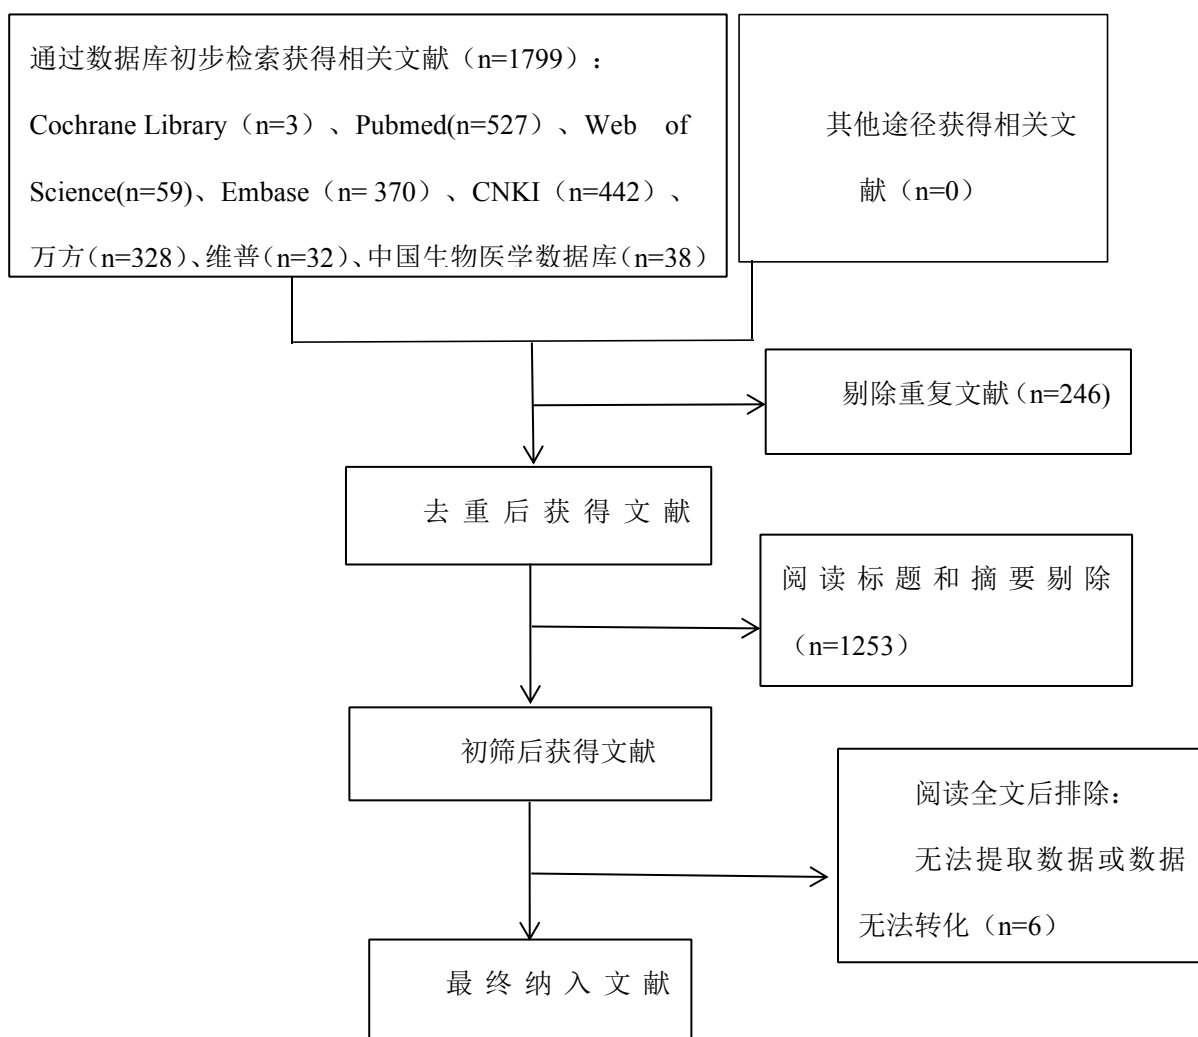 通过数据库初步检索获得相关文献（n=1799）：
Cochrane Library（n=3）、Pubmed(n=527）、Web of
Science(n=59)、Embase（n= 370）、CNKI（n=442）、
万方（n=328）、维普（n=32）、中国生物医学数据库（n=38）
其他途径获得相关文
献（n=0）
剔除重复文献（n=246)
去重后获得文献
阅读标题和摘要剔除
（n=1253）
初筛后获得文献
阅读全文后排除：
无法提取数据或数据
无法转化（n=6）
最终纳入文献